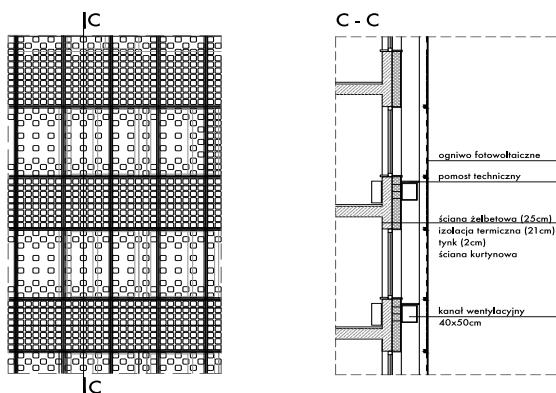 C
C - C
ogniwo fotowoltaiczne
pomost techniczny
ściana żelbetowa (25cm)
izolacja termiczna (21cm)
tynk (2cm)
ściana kurtynowa
kanał wentylacyjny
40x50cm
C